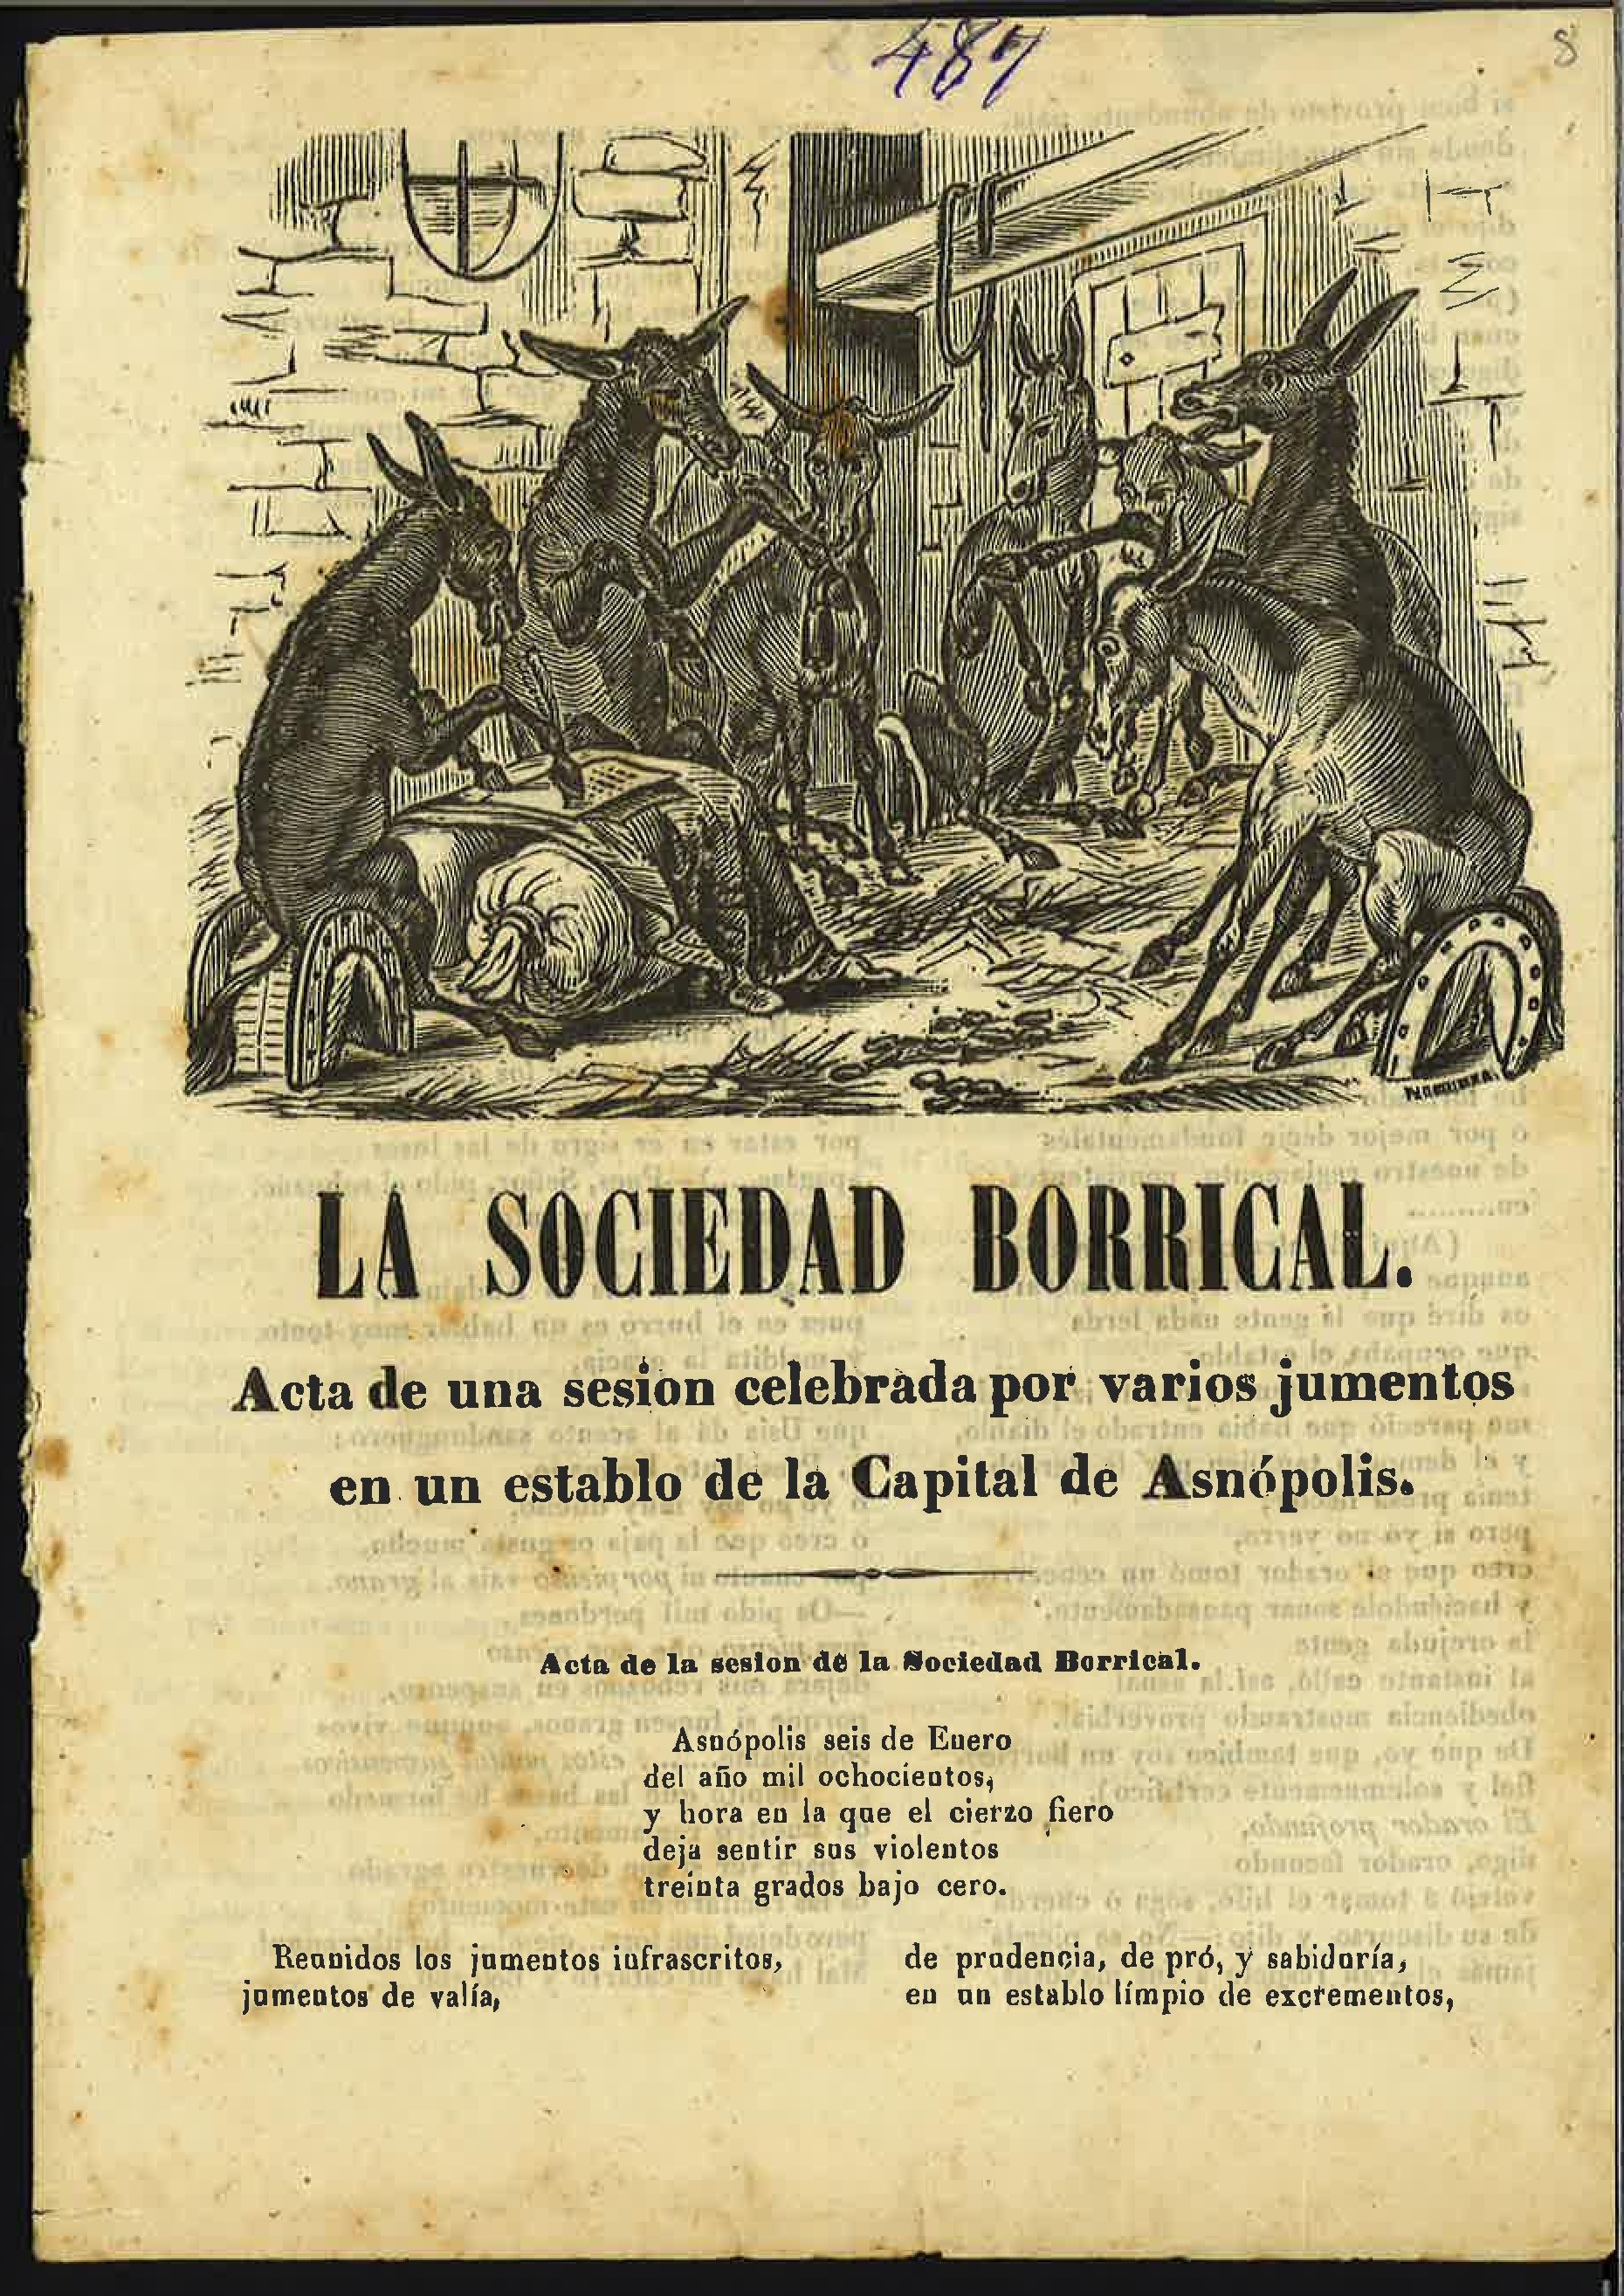 487
8
LA SOCIEDAD BORRICAL.
Acta de una sesion celebrada por varios jumentos
en un establo de la Capital de Asnópolis.
Acta de la sesion de la Sociedad Borrical.
Asnópolis seis de Enero
del año mil ochocientos,
y hora en la que el cierzo fiero
deja sentir sus violentos
treinta grados bajo cero.
Reunidos los jumentos infrascritos,
jumentos de valía,
de prudencia, de pró, y sabiduría,
en un establo límpio de excrementos,